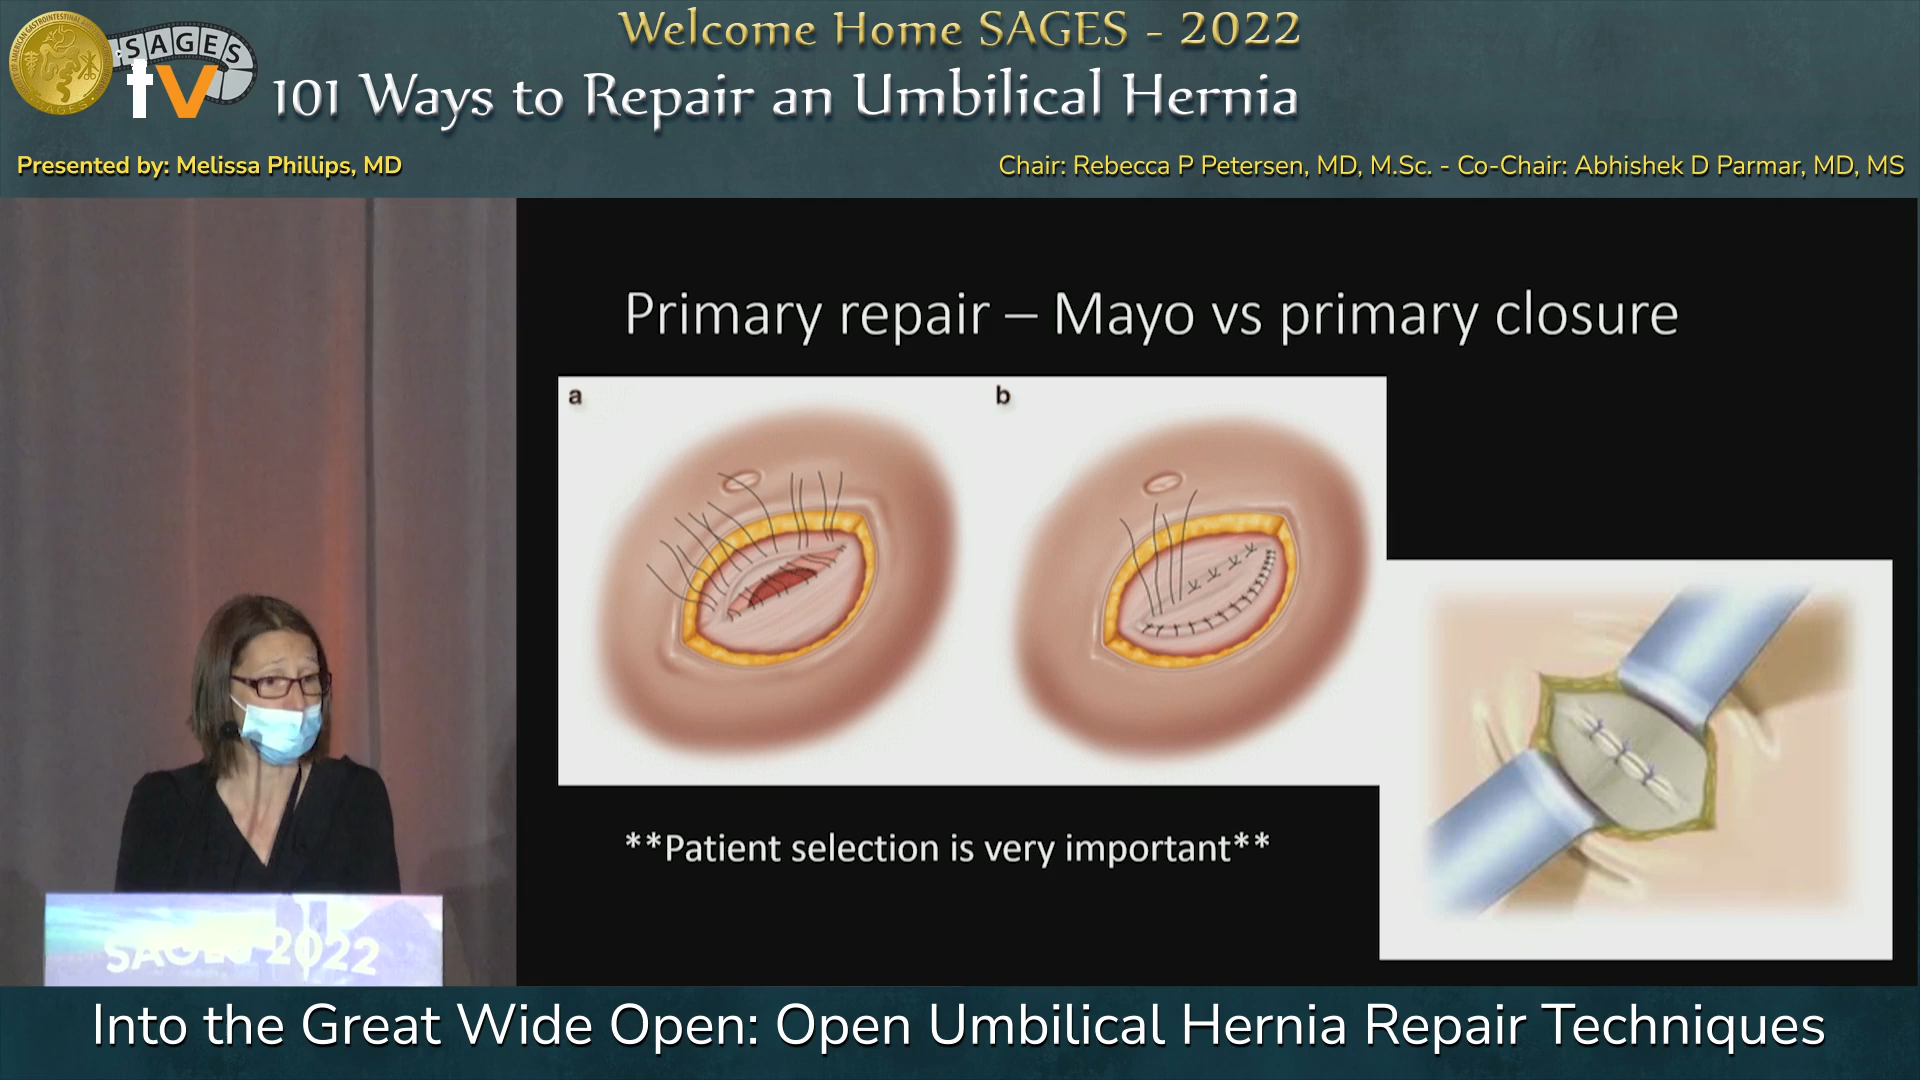 Welcome Home SAGES - 2022
SAGES
tv
101 Ways to Repair an Umbilical Hernia
Presented by: Melissa Phillips, MD
Chair: Rebecca P Petersen, MD, M.Sc. - Co-Chair: Abhishek D Parmar, MD, MS
Primary repair – Mayo vs primary closure
a
b
**Patient selection is very important**
SAGES 2022
Into the Great Wide Open: Open Umbilical Hernia Repair Techniques